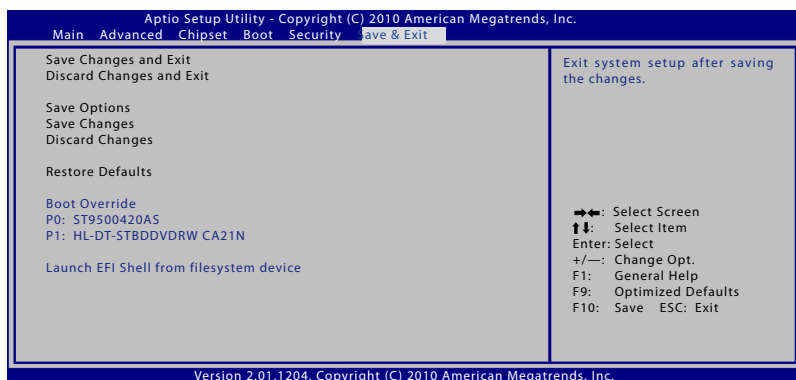 Aptio Setup Utility - Copyright (C) 2010 American Megatrends, Inc.
Main Advanced Chipset Boot Security Save & Exit
Save Changes and Exit
Discard Changes and Exit
Save Options
Save Changes
Discard Changes
Restore Defaults
Boot Override
P0: ST9500420AS
P1: HL-DT-STBDDVDRW CA21N
Launch EFI Shell from filesystem device
Exit system setup after saving
the changes.
→←: Select Screen
↑↓: Select Item
Enter: Select
+/—: Change Opt.
F1: General Help
F9: Optimized Defaults
F10: Save ESC: Exit
Version 2.01.1204. Copyright (C) 2010 American Megatrends, Inc.